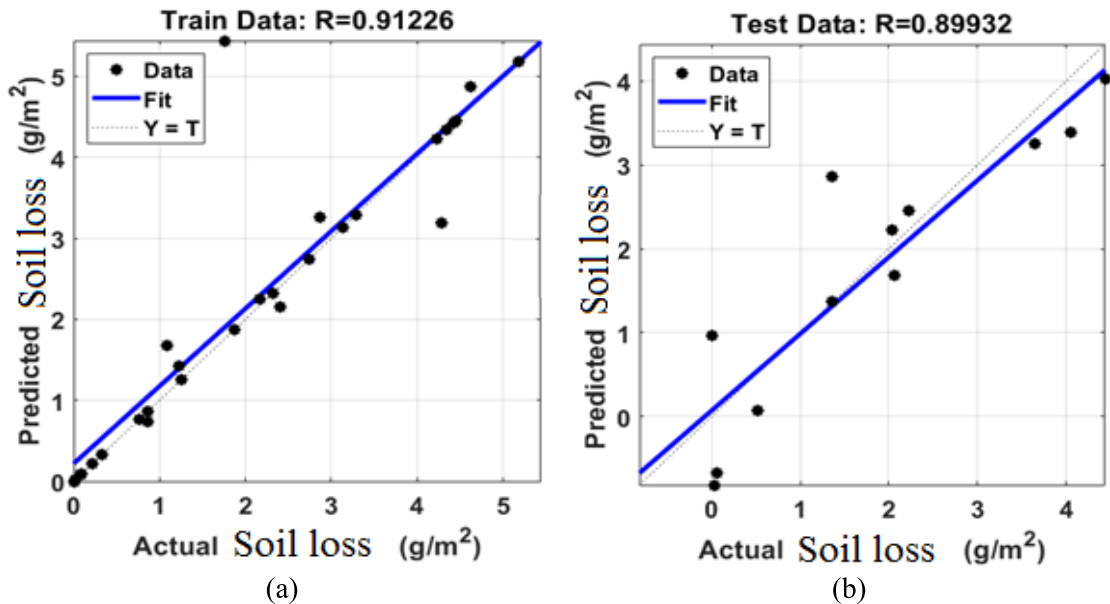 Train Data: R=0.91226
Data
Fit
Y = T
Predicted Soil loss (g/m²)
5
4
3
2
1
0
0 1 2 3 4 5
Actual Soil loss (g/m²)
(a)
Test Data: R=0.89932
Data
Fit
Y = T
Predicted Soil loss (g/m²)
4
3
2
1
0
0 1 2 3 4
Actual Soil loss (g/m²)
(b)